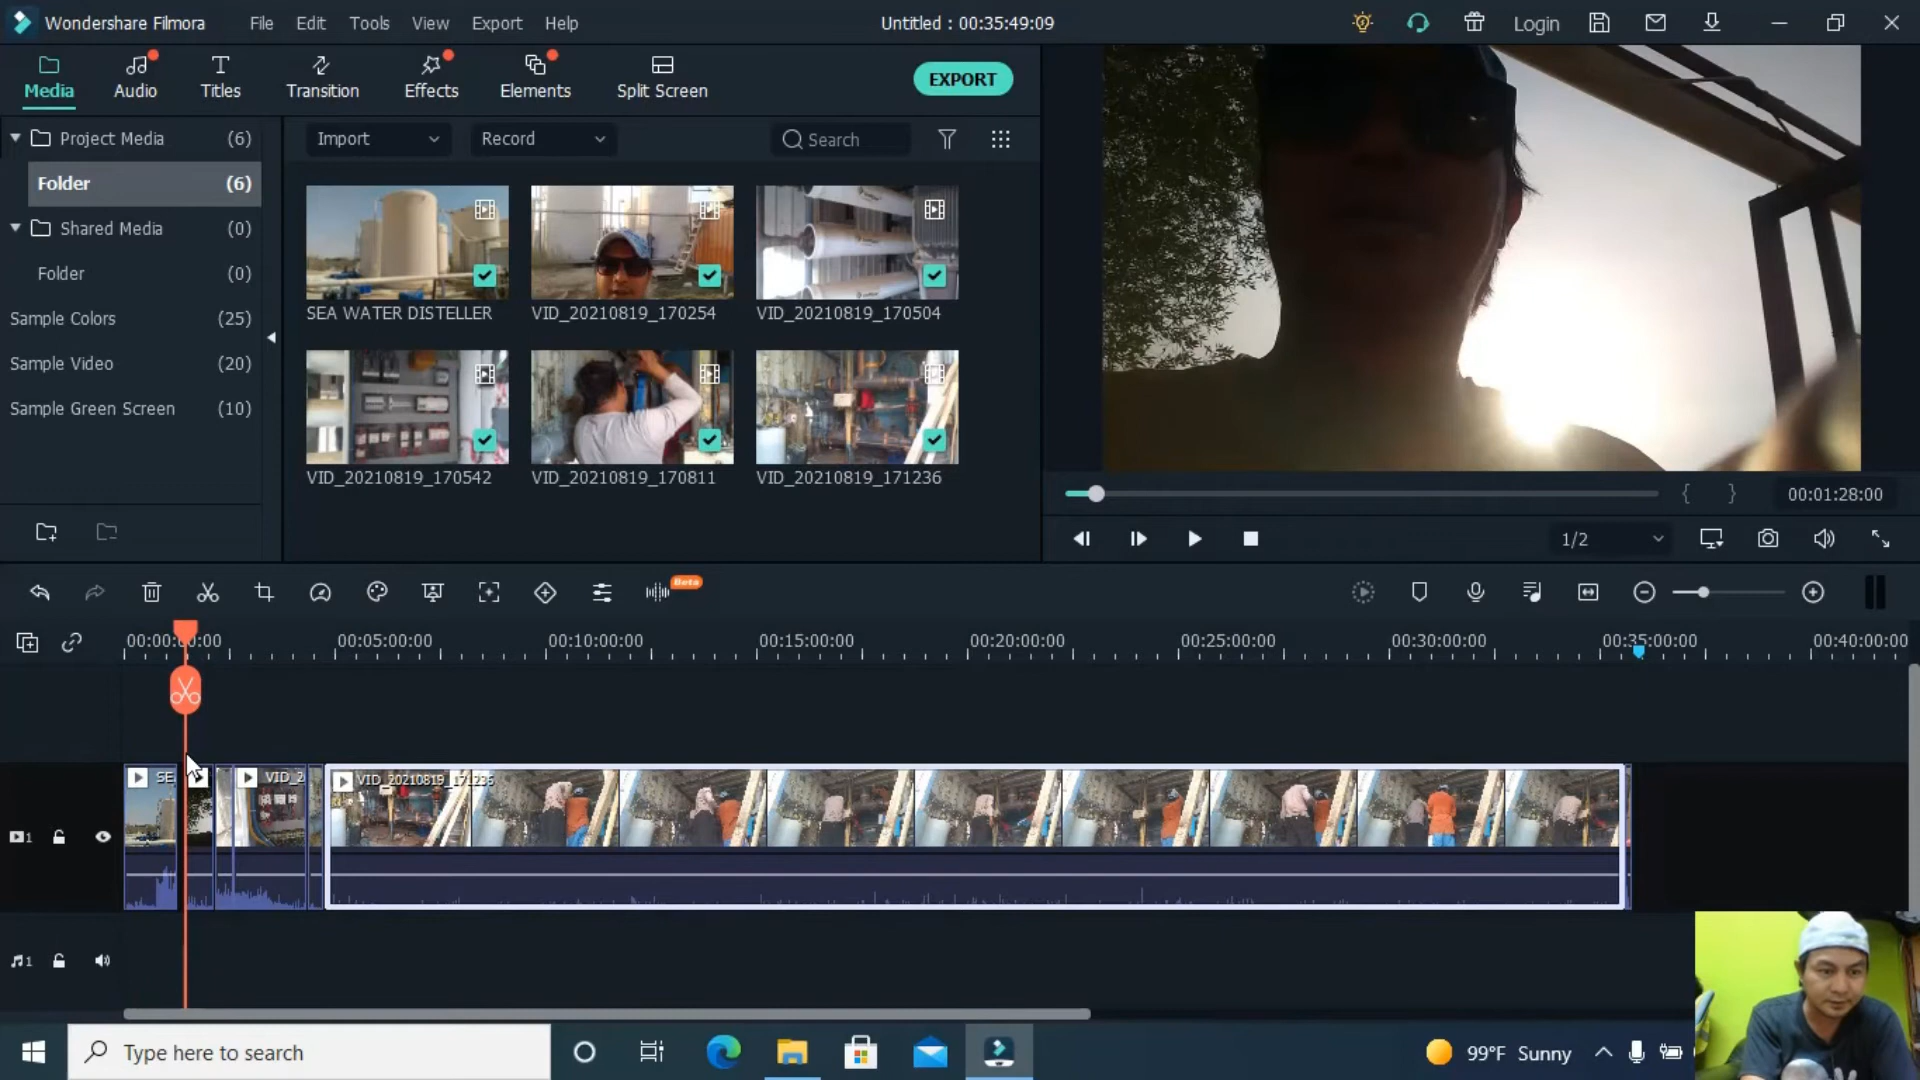 Wondershare Filmora
File
Edit
Tools
View
Export
Help
Untitled : 00:35:49:09
Login
Media
Audio
Titles
Transition
Effects
Elements
Split Screen
EXPORT
Project Media (6)
Folder (6)
Shared Media (0)
Folder (0)
Sample Colors (25)
Sample Video (20)
Sample Green Screen (10)
Import
Record
Search
SEA WATER DISTELLER
VID_20210819_170254
VID_20210819_170504
VID_20210819_170542
VID_20210819_170811
VID_20210819_171236
00:01:28:00
1/2
Beta
00:00:00:00
00:05:00:00
00:10:00:00
00:15:00:00
00:20:00:00
00:25:00:00
00:30:00:00
00:35:00:00
00:40:00:00
SE
VID_2
VID_20210819_171236
1
1
Type here to search
99°F Sunny